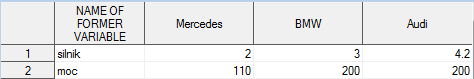 NAME OF
FORMER
VARIABLE Mercedes BMW Audi
1 silnik 2 3 4.2
2 moc 110 200 200